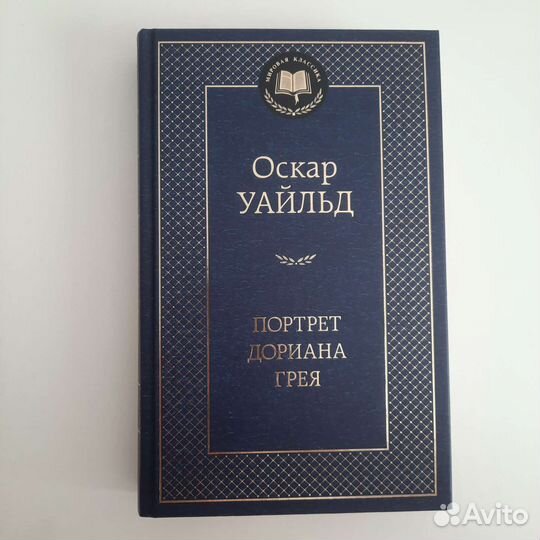 МИРОВАЯ КЛАССИКА
Оскар
УАЙЛЬД
ПОРТРЕТ
ДОРИАНА
ГРЕЯ
Avito